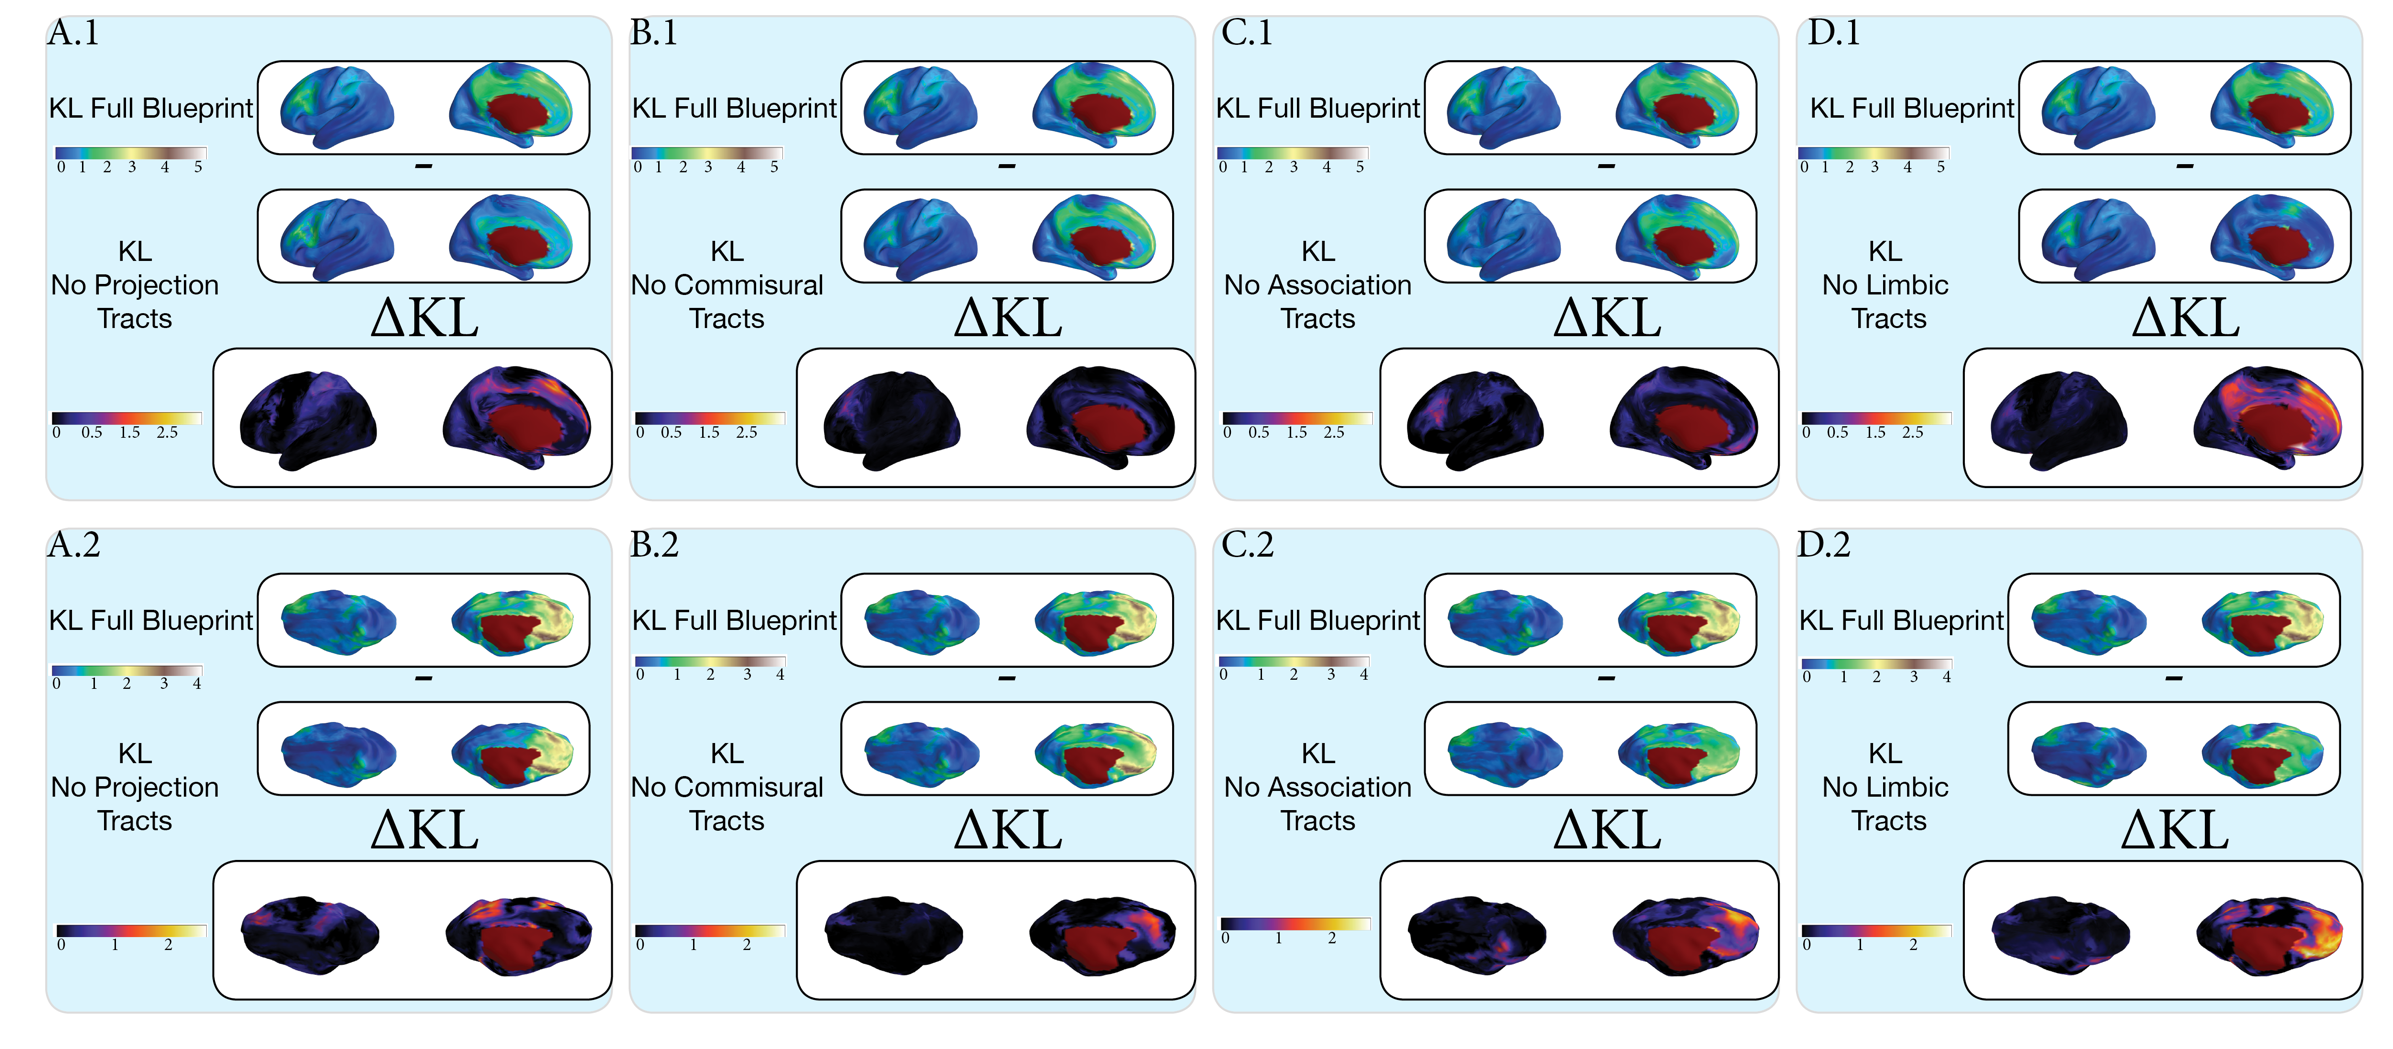 A.1
KL Full Blueprint
0 1 2 3 4 5
-
KL
No Projection
Tracts
ΔKL
0 0.5 1.5 2.5
B.1
KL Full Blueprint
0 1 2 3 4 5
-
KL
No Commisural
Tracts
ΔKL
0 0.5 1.5 2.5
C.1
KL Full Blueprint
0 1 2 3 4 5
-
KL
No Association
Tracts
ΔKL
0 0.5 1.5 2.5
D.1
KL Full Blueprint
0 1 2 3 4 5
-
KL
No Limbic
Tracts
ΔKL
0 0.5 1.5 2.5
A.2
KL Full Blueprint
0 1 2 3 4
-
KL
No Projection
Tracts
ΔKL
0 1 2
B.2
KL Full Blueprint
0 1 2 3 4
-
KL
No Commisural
Tracts
ΔKL
0 1 2
C.2
KL Full Blueprint
0 1 2 3 4
-
KL
No Association
Tracts
ΔKL
0 1 2
D.2
KL Full Blueprint
0 1 2 3 4
-
KL
No Limbic
Tracts
ΔKL
0 1 2